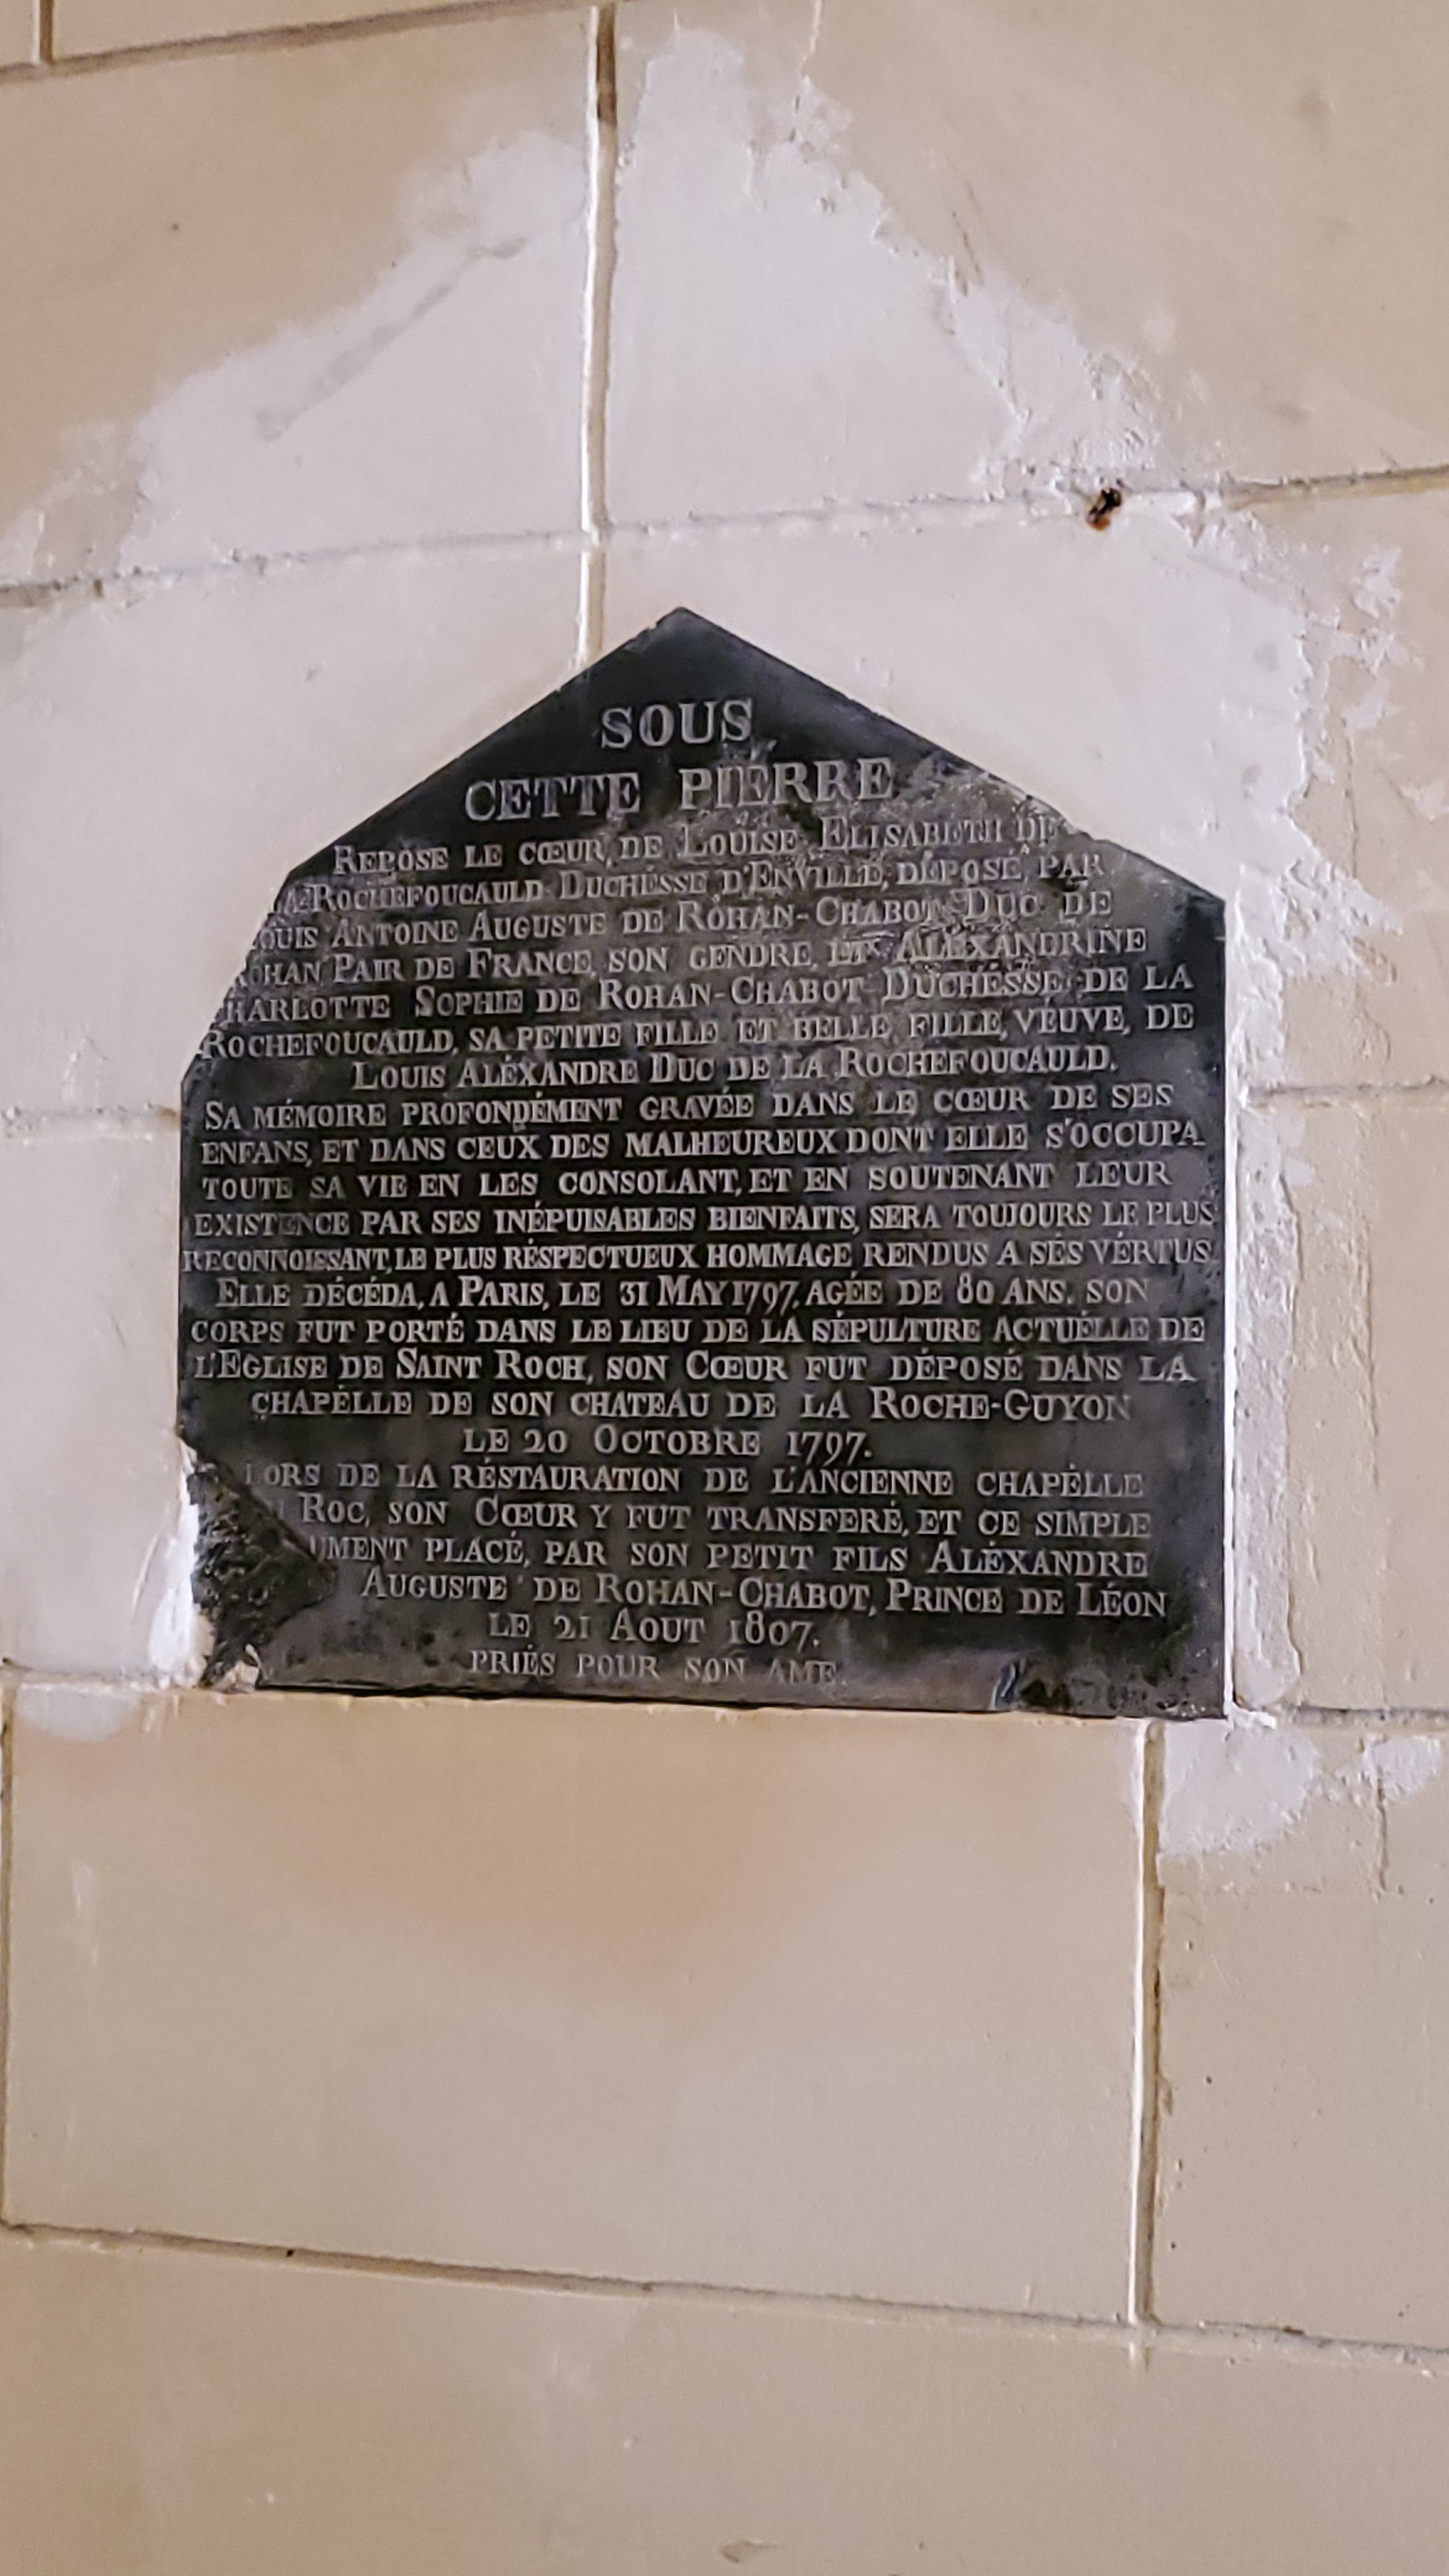 SOUS
CETTE PIERRE
REPOSE LE CŒUR, DE LOUISE ELISABETH DE
ROCHEFOUCAULD DUCHÉSSE D'ENVILLE, DÉPOSÉ PAR
OUIS ANTOINE AUGUSTE DE ROHAN-CHABOT DUC DE
OHAN PAIR DE FRANCE, SON GENDRE, ET ALÉXANDRINE
HARLOTTE SOPHIE DE ROHAN-CHABOT DUCHÉSSE DE LA
ROCHEFOUCAULD, SA PETITE FILLE ET BELLE FILLE, VEUVE, DE
LOUIS ALÉXANDRE DUC DE LA ROCHEFOUCAULD.
SA MÉMOIRE PROFONDÉMENT GRAVÉE DANS LE CŒUR DE SES
ENFANS, ET DANS CEUX DES MALHEUREUX DONT ELLE S'OCCUPA
TOUTE SA VIE EN LES CONSOLANT, ET EN SOUTENANT LEUR
EXISTENCE PAR SES INÉPUISABLES BIENFAITS, SERA TOUJOURS LE PLUS
RECONNOISSANT, LE PLUS RÉSPECTUEUX HOMMAGE RENDUS A SÉS VÉRTUS.
ELLE DÉCÉDA, A PARIS, LE 31 MAY 1797, AGÉE DE 80 ANS. SON
CORPS FUT PORTÉ DANS LE LIEU DE LA SÉPULTURE ACTUÉLLE DE
L'EGLISE DE SAINT ROCH, SON CŒUR FUT DÉPOSÉ DANS LA
CHAPÉLLE DE SON CHATEAU DE LA ROCHE-GUYON
LE 20 OCTOBRE 1797.
LORS DE LA RÉSTAURATION DE L'ANCIENNE CHAPÉLLE
ROC, SON CŒUR Y FUT TRANSFERÉ, ET CE SIMPLE
UMENT PLACÉ, PAR SON PETIT FILS ALÉXANDRE
AUGUSTE DE ROHAN-CHABOT, PRINCE DE LÉON
LE 21 AOUT 1807.
PRIÉS POUR SON AME.